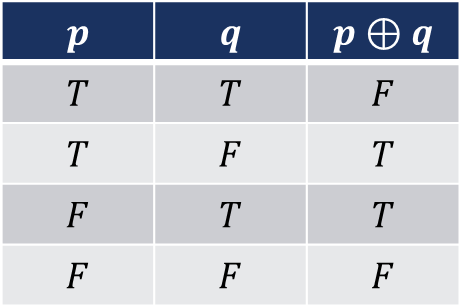 p q p ⊕ q
T T F
T F T
F T T
F F F